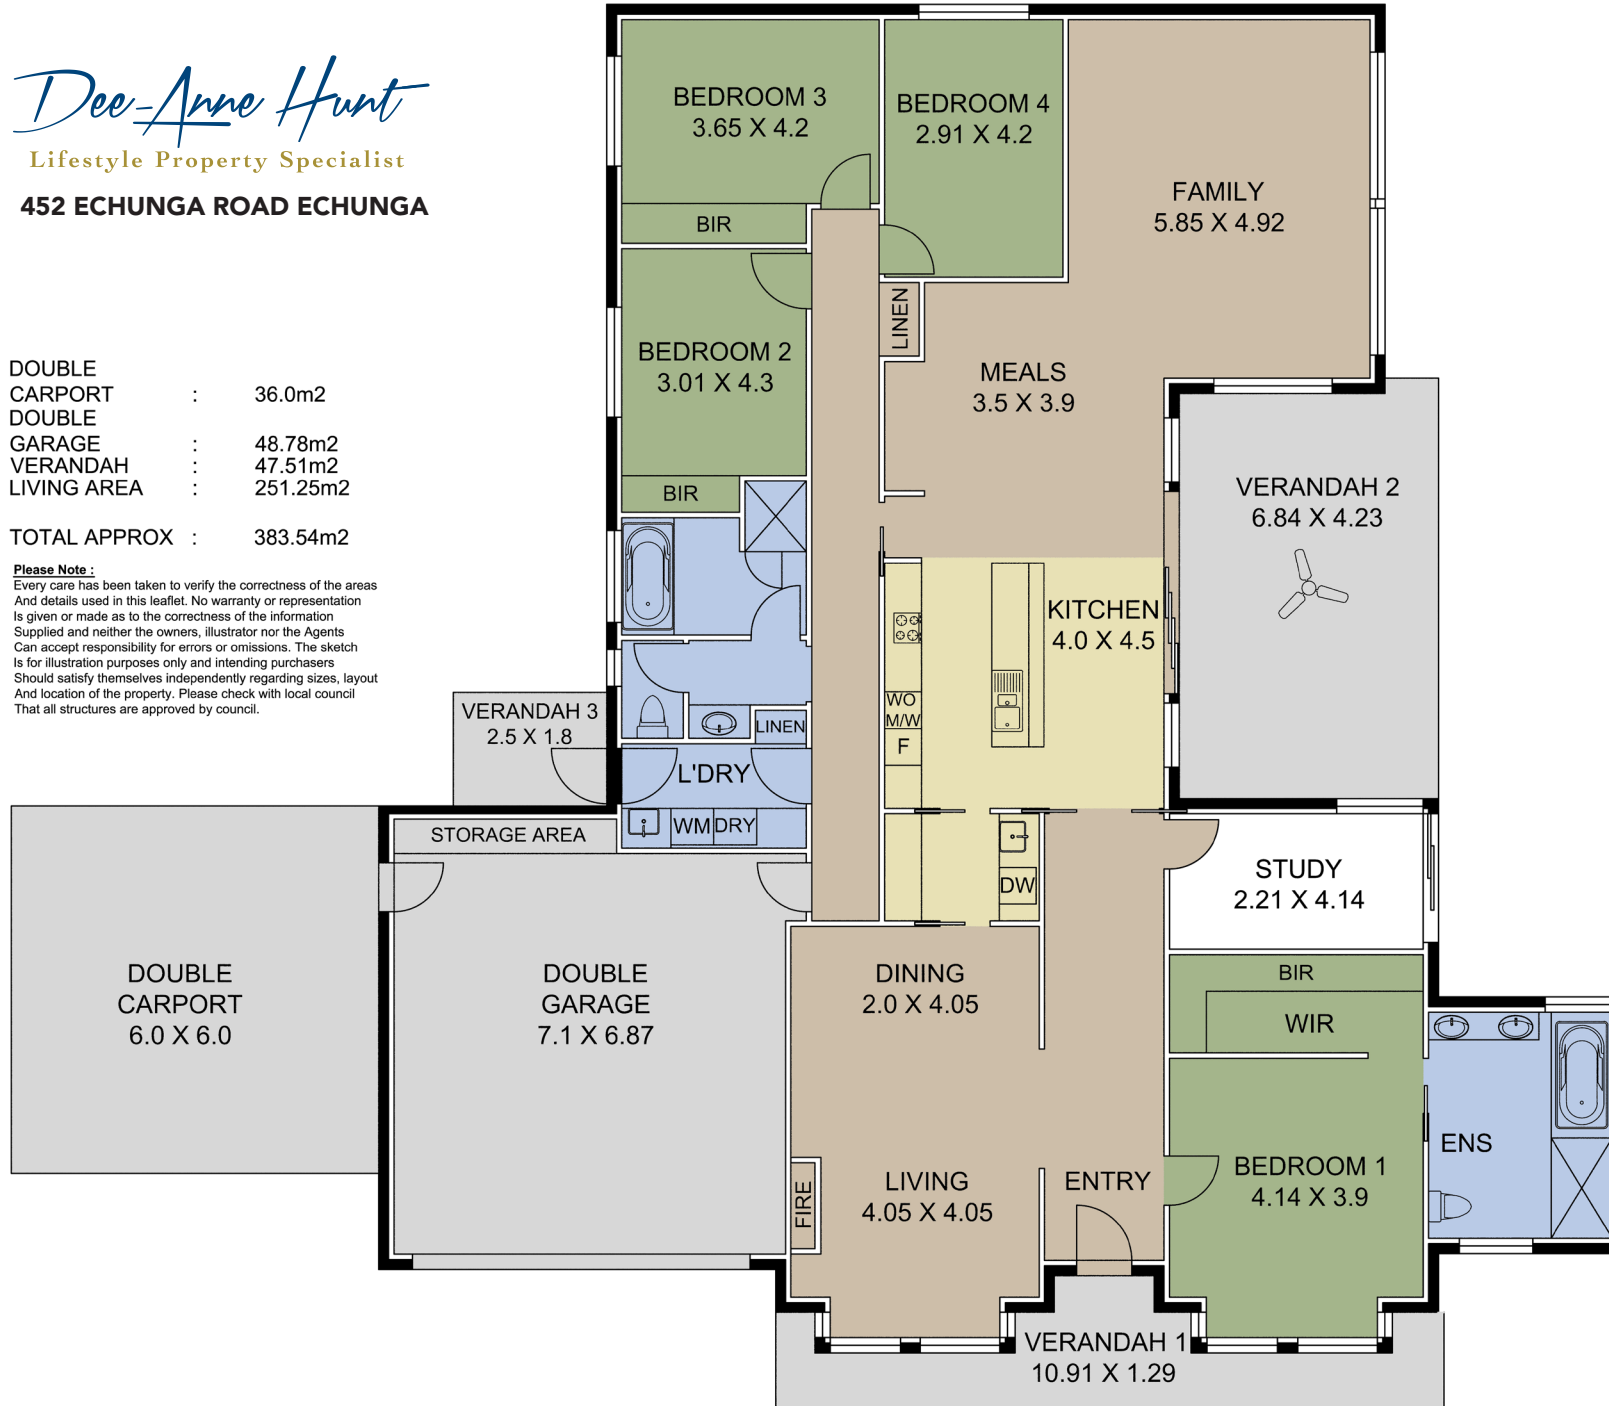 Dee-Anne Hunt
Lifestyle Property Specialist
452 ECHUNGA ROAD ECHUNGA
DOUBLE
CARPORT : 36.0m2
DOUBLE
GARAGE : 48.78m2
VERANDAH : 47.51m2
LIVING AREA : 251.25m2
TOTAL APPROX : 383.54m2
Please Note :
Every care has been taken to verify the correctness of the areas
And details used in this leaflet. No warranty or representation
Is given or made as to the correctness of the information
Supplied and neither the owners, illustrator nor the Agents
Can accept responsibility for errors or omissions. The sketch
Is for illustration purposes only and intending purchasers
Should satisfy themselves independently regarding sizes, layout
And location of the property. Please check with local council
That all structures are approved by council.
BEDROOM 3
3.65 X 4.2
BIR
BEDROOM 4
2.91 X 4.2
FAMILY
5.85 X 4.92
BEDROOM 2
3.01 X 4.3
BIR
LINEN
MEALS
3.5 X 3.9
VERANDAH 2
6.84 X 4.23
KITCHEN
4.0 X 4.5
WO
M/W
F
VERANDAH 3
2.5 X 1.8
LINEN
L'DRY
WM
DRY
STORAGE AREA
DW
STUDY
2.21 X 4.14
DOUBLE
CARPORT
6.0 X 6.0
DOUBLE
GARAGE
7.1 X 6.87
DINING
2.0 X 4.05
BIR
WIR
ENS
LIVING
4.05 X 4.05
FIRE
ENTRY
BEDROOM 1
4.14 X 3.9
VERANDAH 1
10.91 X 1.29